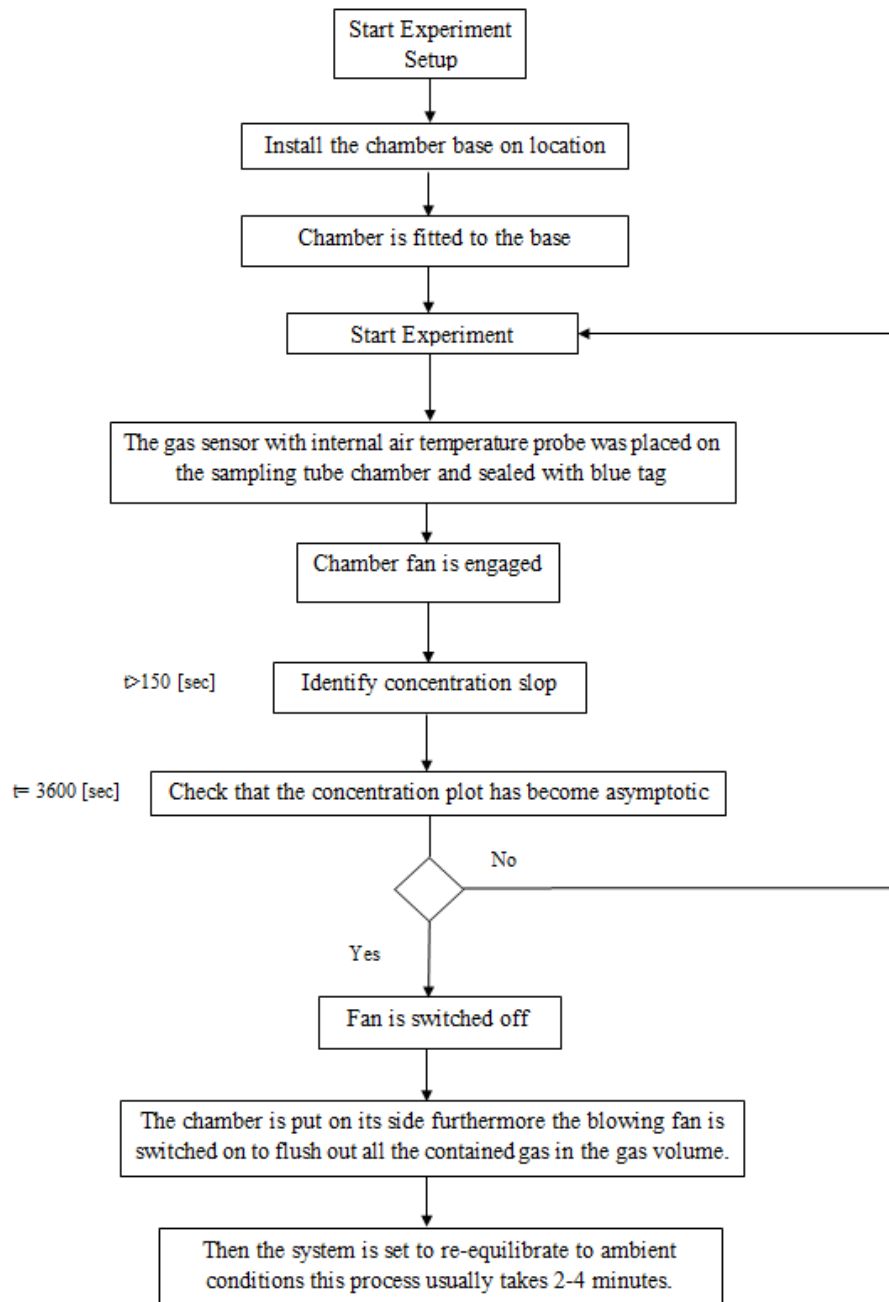 Start Experiment
Setup
Install the chamber base on location
Chamber is fitted to the base
Start Experiment
The gas sensor with internal air temperature probe was placed on
the sampling tube chamber and sealed with blue tag
Chamber fan is engaged
t>150 [sec]
Identify concentration slop
t= 3600 [sec]
Check that the concentration plot has become asymptotic
No
Yes
Fan is switched off
The chamber is put on its side furthermore the blowing fan is
switched on to flush out all the contained gas in the gas volume.
Then the system is set to re-equilibrate to ambient
conditions this process usually takes 2-4 minutes.